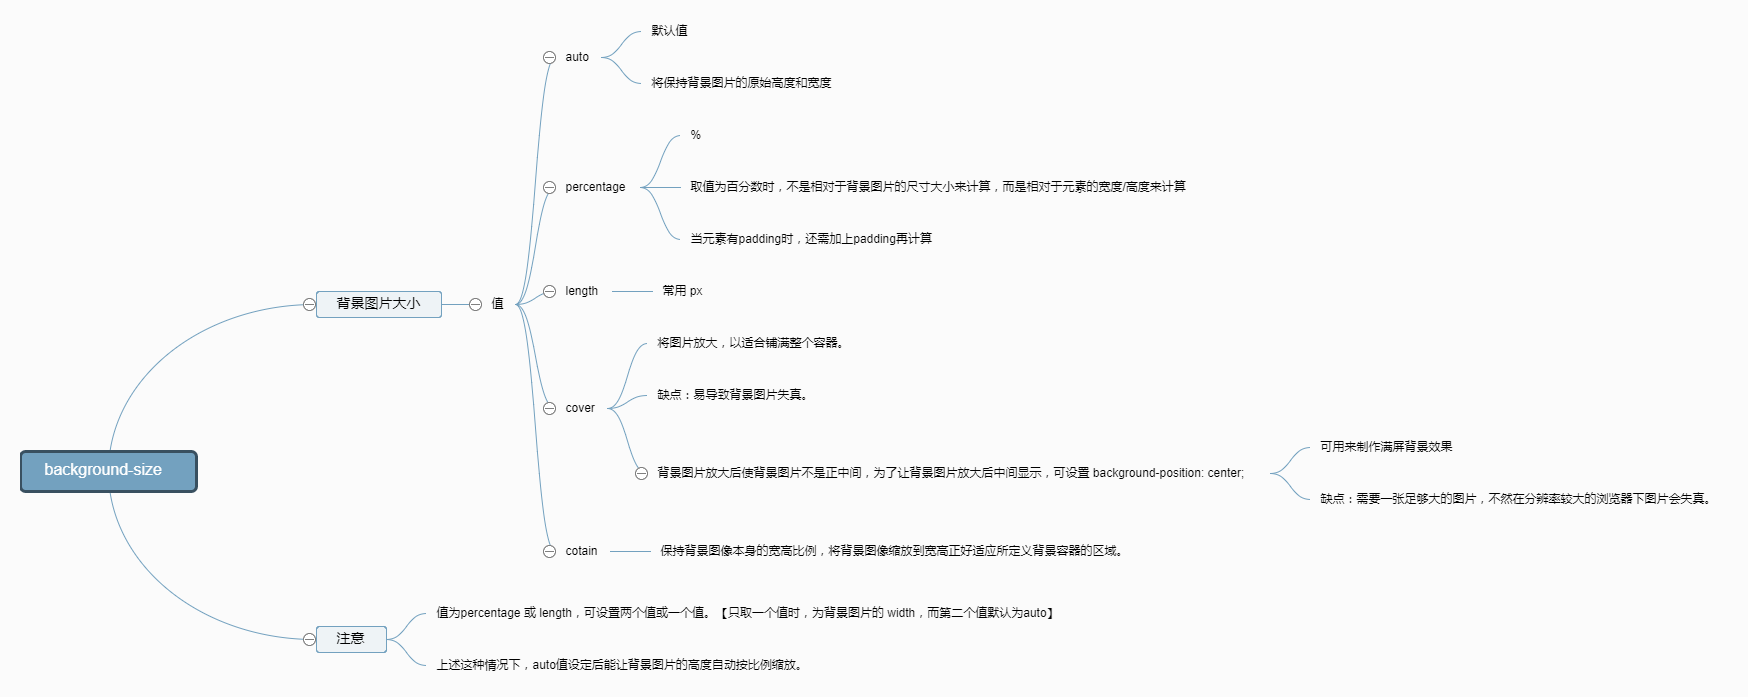 background-size
背景图片大小
值
auto
默认值
将保持背景图片的原始高度和宽度
percentage
%
取值为百分数时，不是相对于背景图片的尺寸大小来计算，而是相对于元素的宽度/高度来计算
当元素有padding时，还需加上padding再计算
length
常用 px
cover
将图片放大，以适合铺满整个容器。
缺点：易导致背景图片失真。
背景图片放大后使背景图片不是正中间，为了让背景图片放大后中间显示，可设置 background-position: center;
可用来制作满屏背景效果
缺点：需要一张足够大的图片，不然在分辨率较大的浏览器下图片会失真。
cotain
保持背景图像本身的宽高比例，将背景图像缩放到宽高正好适应所定义背景容器的区域。
注意
值为percentage 或 length，可设置两个值或一个值。【只取一个值时，为背景图片的 width，而第二个值默认为auto】
上述这种情况下，auto值设定后能让背景图片的高度自动按比例缩放。